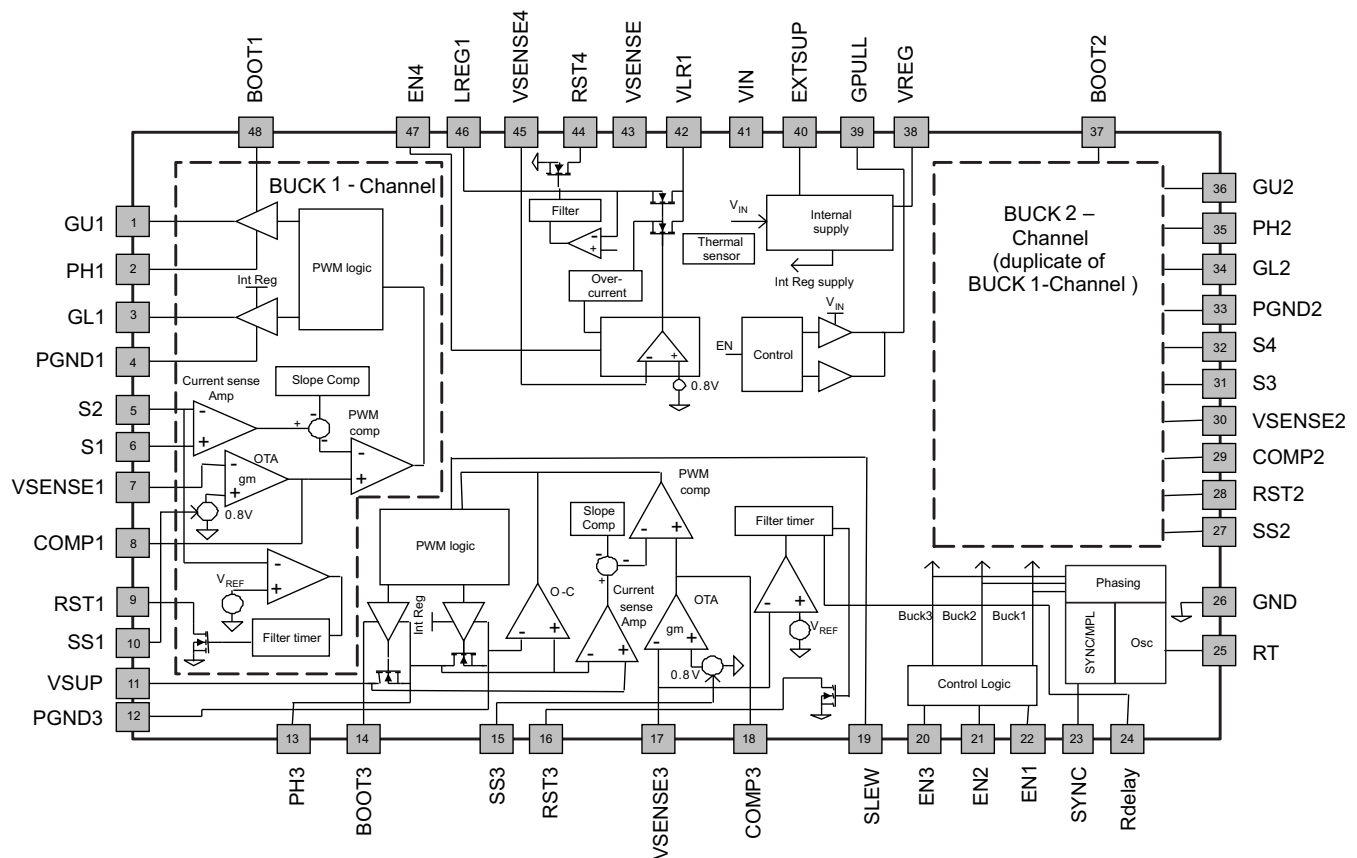 BOOT1
EN4
LREG1
VSENSE4
RST4
VSENSE
VLR1
VIN
EXTSUP
GPULL
VREG
BOOT2
48
47
46
45
44
43
42
41
40
39
38
37
BUCK 1 - Channel
GU1
1
PH1
2
GL1
3
PGND1
4
S2
5
S1
6
VSENSE1
7
COMP1
8
RST1
9
SS1
10
VSUP
11
PGND3
12
PWM logic
Int Reg
Slope Comp
Current sense
Amp
-
+
+
-
-
PWM
comp
-
+
OTA
-
gm
+
0.8V
-
+
VREF
Filter timer
Filter
-
+
Over-
current
-
+
0.8V
VIN
Thermal
sensor
Internal
supply
Int Reg supply
VIN
EN
Control
BUCK 2 –
Channel
(duplicate of
BUCK 1-Channel )
36
GU2
35
PH2
34
GL2
33
PGND2
32
S4
31
S3
30
VSENSE2
29
COMP2
28
RST2
27
SS2
26
GND
25
RT
PWM logic
Int Reg
O-C
-
+
Slope
Comp
-
-
+
Current
sense
Amp
-
+
PWM
comp
-
+
OTA
gm
-
+
0.8V
Filter timer
-
+
VREF
Buck3
Buck2
Buck1
Phasing
SYNC/MPL
Osc
Control Logic
13
14
15
16
17
18
19
20
21
22
23
24
PH3
BOOT3
SS3
RST3
VSENSE3
COMP3
SLEW
EN3
EN2
EN1
SYNC
Rdelay